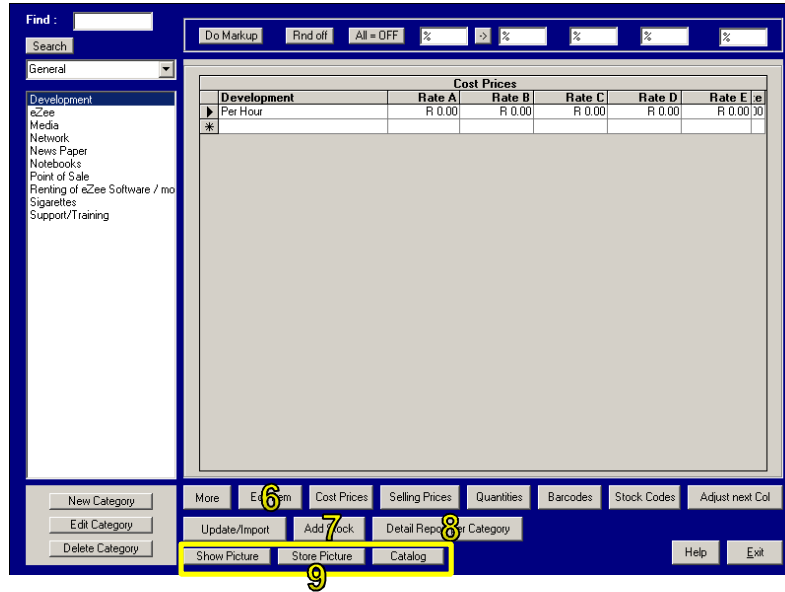 Find :
Search
Do Markup Rnd off All = OFF % -> % % % %
General
Development
eZee
Media
Network
News Paper
Notebooks
Point of Sale
Renting of eZee Software / mo
Sigarettes
Support/Training
Cost Prices
Development Rate A Rate B Rate C Rate D Rate E
Per Hour R 0.00 R 0.00 R 0.00 R 0.00 R 0.00
New Category
Edit Category
Delete Category
More 6 Cost Prices Selling Prices Quantities Barcodes Stock Codes Adjust next Col
Update/Import Add 7 Detail 8 Category
Show Picture Store Picture Catalog Help Exit
9